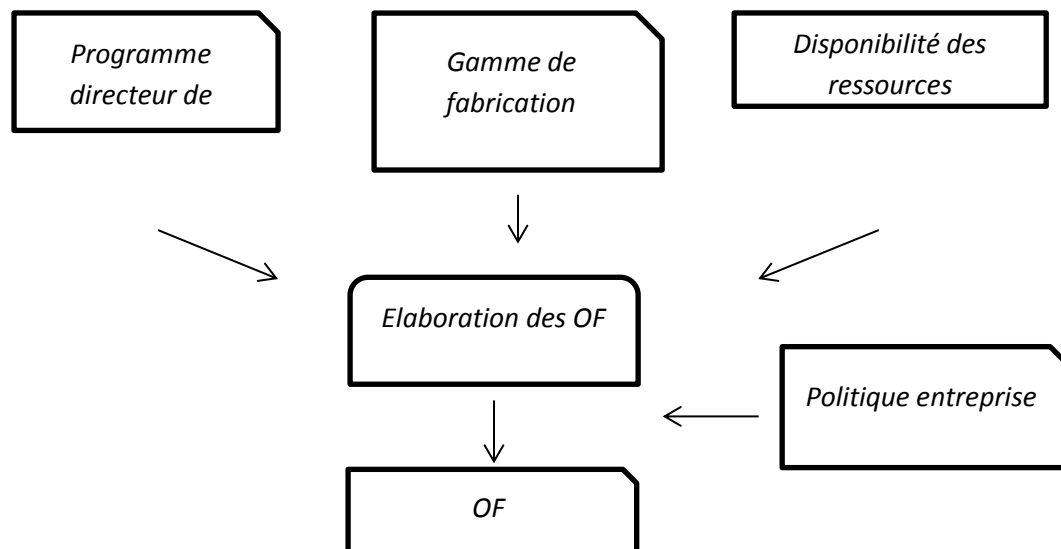 Programme
directeur de
Gamme de
fabrication
Disponibilité des
ressources
Elaboration des OF
Politique entreprise
OF